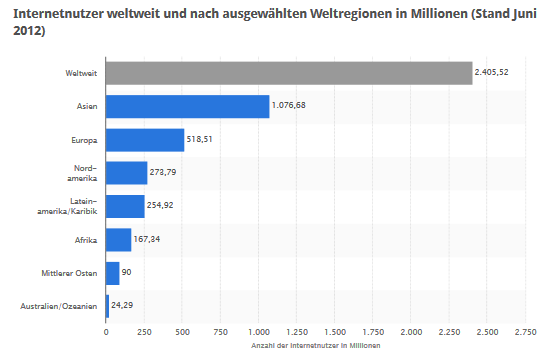 Internetnutzer weltweit und nach ausgewählten Weltregionen in Millionen (Stand Juni
2012)
Weltweit
2.405,52
Asien
1.076,68
Europa
518,51
Nord-
amerika
273,79
Latein-
amerika/Karibik
254,92
Afrika
167,34
Mittlerer Osten
90
Australien/Ozeanien
24,29
0 250 500 750 1.000 1.250 1.500 1.750 2.000 2.250 2.500 2.750
Anzahl der Internetnutzer in Millionen